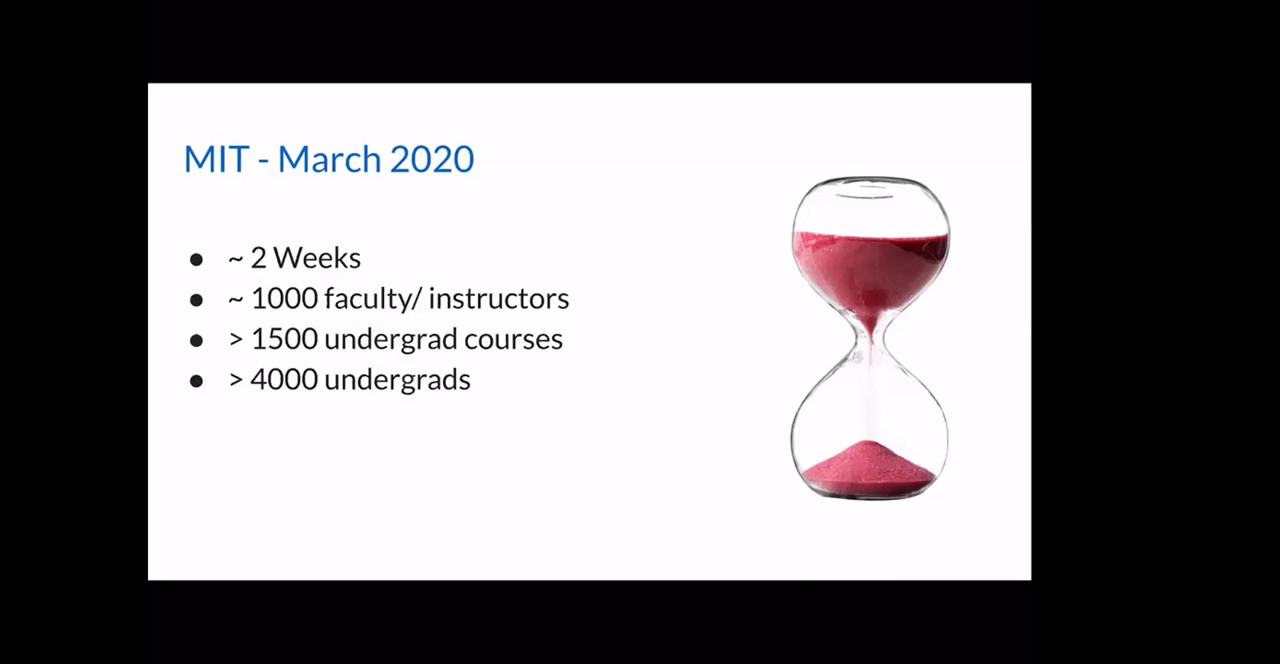 MIT - March 2020
● ~ 2 Weeks
● ~ 1000 faculty/ instructors
● > 1500 undergrad courses
● > 4000 undergrads